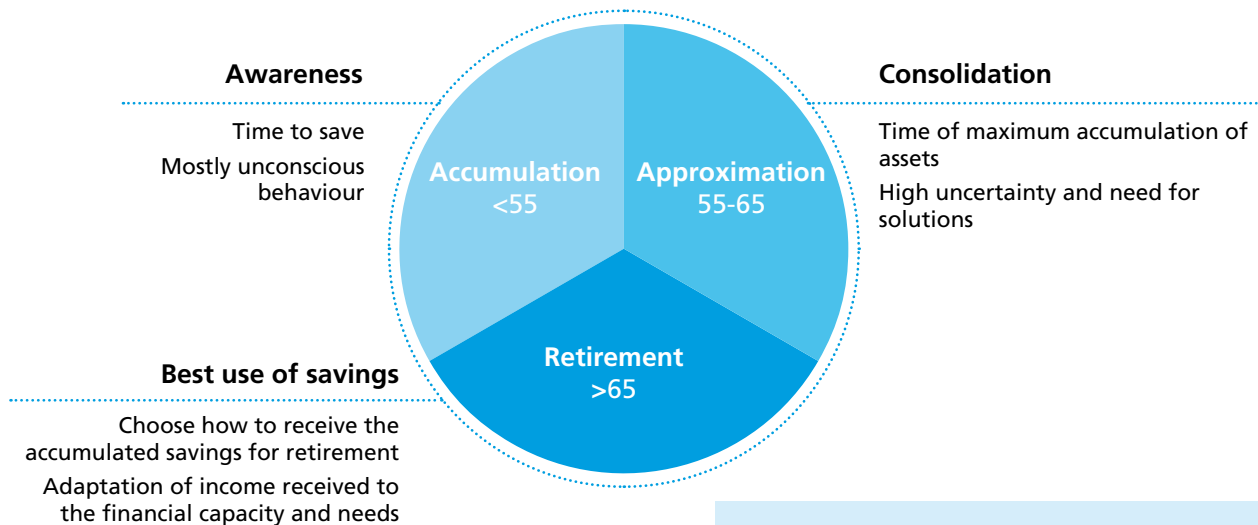 Awareness
Time to save
Mostly unconscious
behaviour
Accumulation
<55
Approximation
55-65
Consolidation
Time of maximum accumulation of
assets
High uncertainty and need for
solutions
Retirement
>65
Best use of savings
Choose how to receive the
accumulated savings for retirement
Adaptation of income received to
the financial capacity and needs